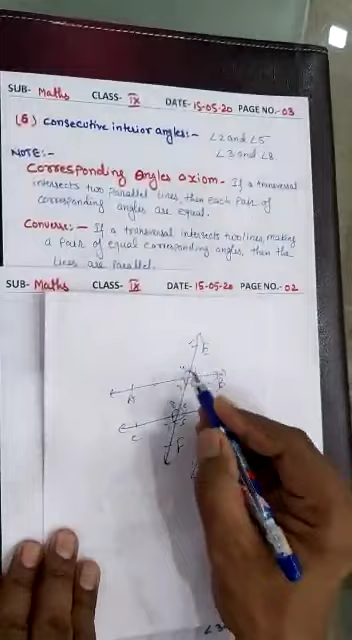 SUB- Maths CLASS- IX DATE- 15-05-20 PAGE NO.- 03
(6) Consecutive interior angles:- ∠2 and ∠5
∠3 and ∠8.
NOTE:-
Corresponding Angles axiom - If a transversal
intersects two parallel lines, then each pair of
corresponding angles are equal.
Converse:- If a transversal intersects two lines, making
a pair of equal corresponding angles, then the
lines are parallel.
SUB- Maths CLASS- IX DATE- 15-05-20 PAGE NO.- 02
E
A B
C
F